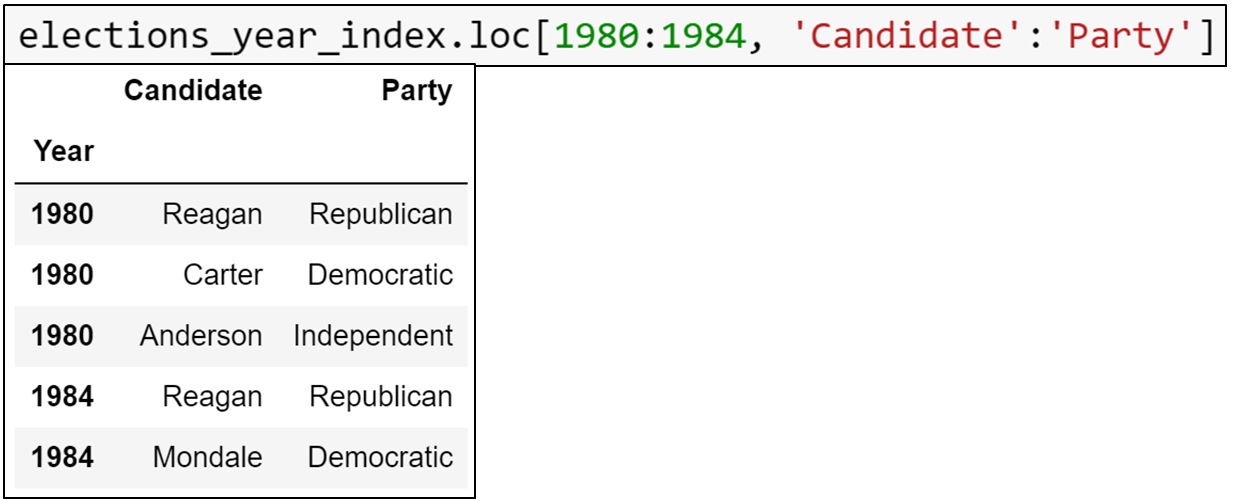 elections_year_index.loc[1980:1984, 'Candidate':'Party']
Candidate Party
Year
1980 Reagan Republican
1980 Carter Democratic
1980 Anderson Independent
1984 Reagan Republican
1984 Mondale Democratic